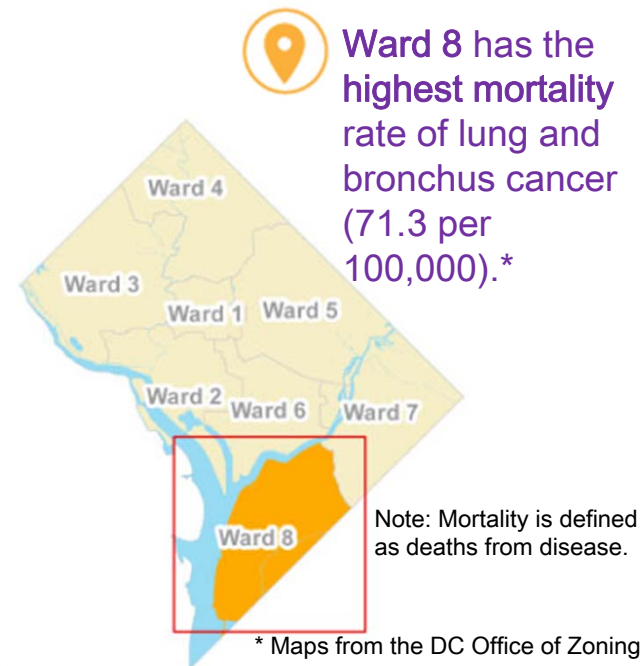 Ward 8 has the
highest mortality
rate of lung and
bronchus cancer
(71.3 per
100,000).*
Ward 4
Ward 3
Ward 1
Ward 5
Ward 2
Ward 6
Ward 7
Ward 8
Note: Mortality is defined
as deaths from disease.
* Maps from the DC Office of Zoning